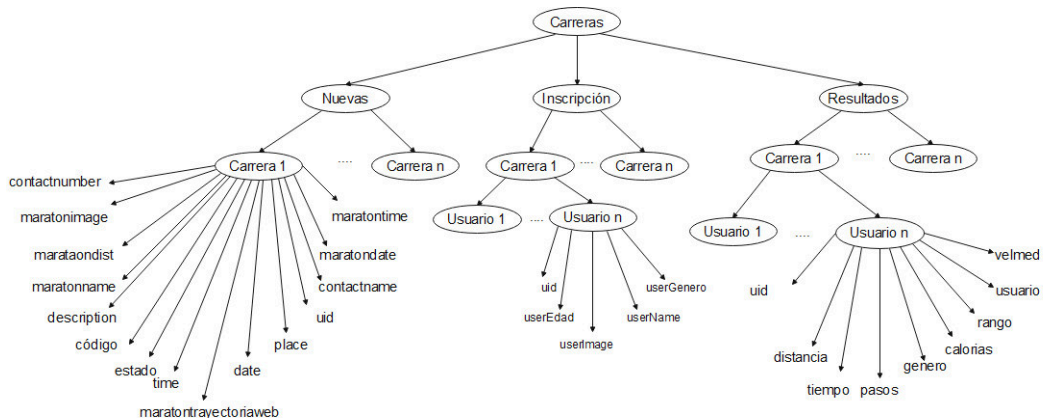 Carreras
Nuevas
Inscripción
Resultados
Carrera 1
....
Carrera n
Carrera 1
....
Carrera n
Carrera 1
....
Carrera n
contactnumber
maratonimage
marataondist
maratonname
description
código
estado
time
maratontrayectoriaweb
date
place
uid
contactname
maratondate
maratontime
Usuario 1
....
Usuario n
uid
userEdad
userImage
userName
userGenero
Usuario 1
....
Usuario n
uid
distancia
tiempo
pasos
genero
calorias
rango
usuario
velmed